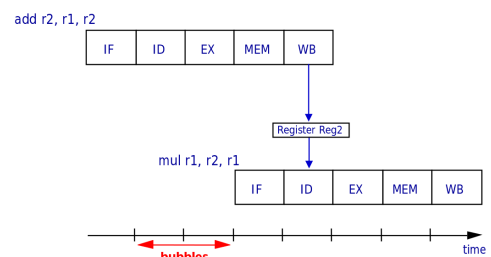 add r2, r1, r2
IF ID EX MEM WB
Register Reg2
mul r1, r2, r1
IF ID EX MEM WB
time
bubbles